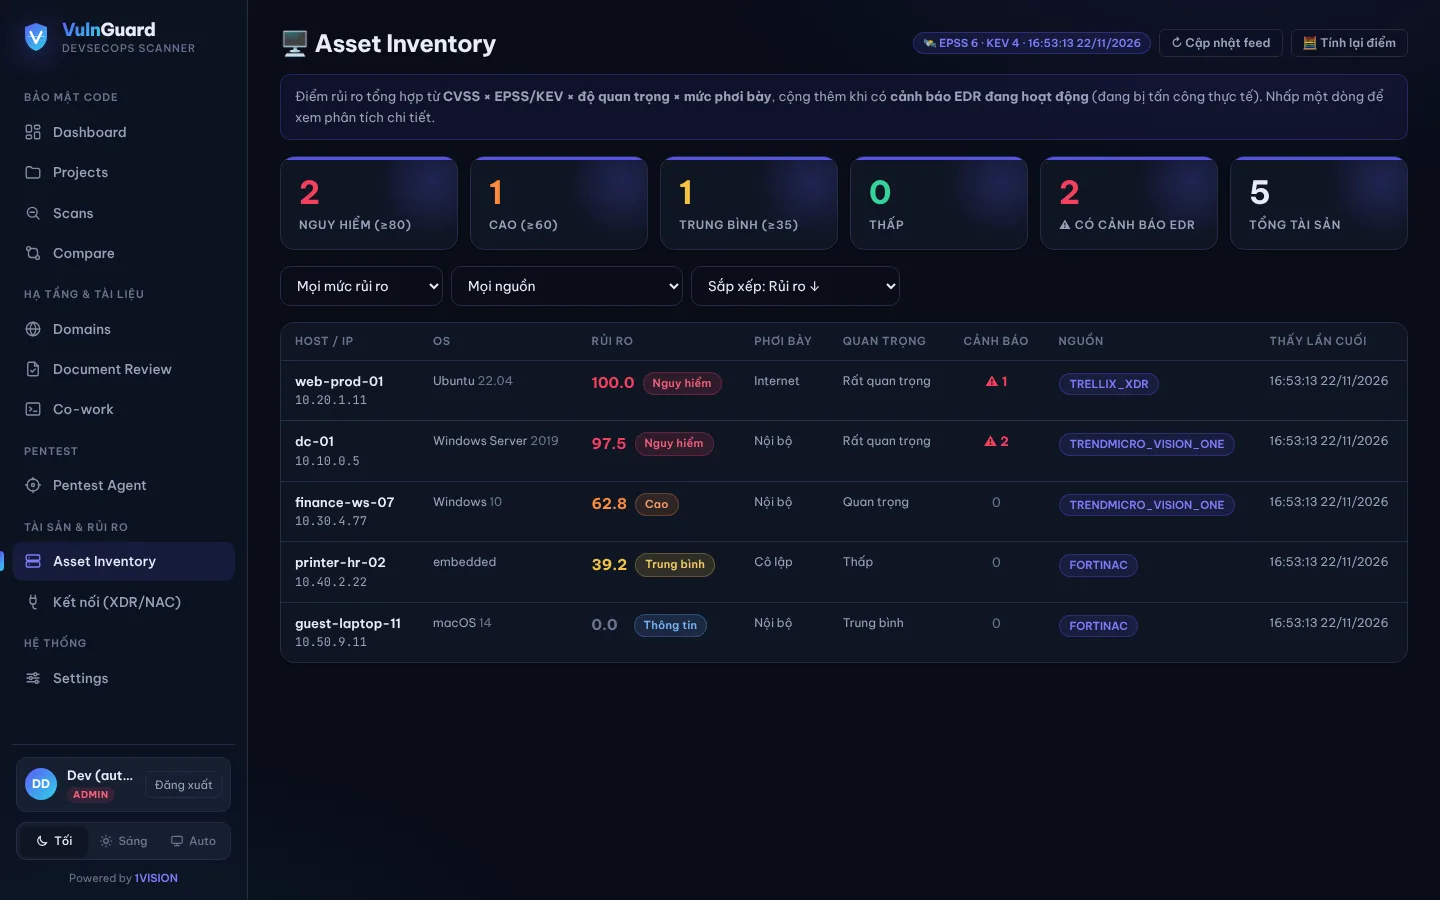 VulnGuard
DEVSECOPS SCANNER
BẢO MẬT CODE
Dashboard
Projects
Scans
Compare
HẠ TẦNG & TÀI LIỆU
Domains
Document Review
Co-work
PENTEST
Pentest Agent
TÀI SẢN & RỦI RO
Asset Inventory
Kết nối (XDR/NAC)
HỆ THỐNG
Settings
DD
Dev (aut...
ADMIN
Đăng xuất
Tối Sáng Auto
Powered by 1VISION
Asset Inventory
EPSS 6 · KEV 4 · 16:53:13 22/11/2026
↻ Cập nhật feed
Tính lại điểm
Điểm rủi ro tổng hợp từ CVSS × EPSS/KEV × độ quan trọng × mức phơi bày, cộng thêm khi có cảnh báo EDR đang hoạt động (đang bị tấn công thực tế). Nhấp một dòng để
xem phân tích chi tiết.
2
NGUY HIỂM (≥80)
1
CAO (≥60)
1
TRUNG BÌNH (≥35)
0
THẤP
2
⚠ CÓ CẢNH BÁO EDR
5
TỔNG TÀI SẢN
Mọi mức rủi ro
Mọi nguồn
Sắp xếp: Rủi ro ↓
HOST / IP OS RỦI RO PHƠI BÀY QUAN TRỌNG CẢNH BÁO NGUỒN THẤY LẦN CUỐI
web-prod-01 Ubuntu 22.04 100.0 Nguy hiểm Internet Rất quan trọng ⚠ 1 TRELLIX_XDR 16:53:13 22/11/2026
10.20.1.11
dc-01 Windows Server 2019 97.5 Nguy hiểm Nội bộ Rất quan trọng ⚠ 2 TRENDMICRO_VISION_ONE 16:53:13 22/11/2026
10.10.0.5
finance-ws-07 Windows 10 62.8 Cao Nội bộ Quan trọng 0 TRENDMICRO_VISION_ONE 16:53:13 22/11/2026
10.30.4.77
printer-hr-02 embedded 39.2 Trung bình Cô lập Thấp 0 FORTINAC 16:53:13 22/11/2026
10.40.2.22
guest-laptop-11 macOS 14 0.0 Thông tin Nội bộ Trung bình 0 FORTINAC 16:53:13 22/11/2026
10.50.9.11